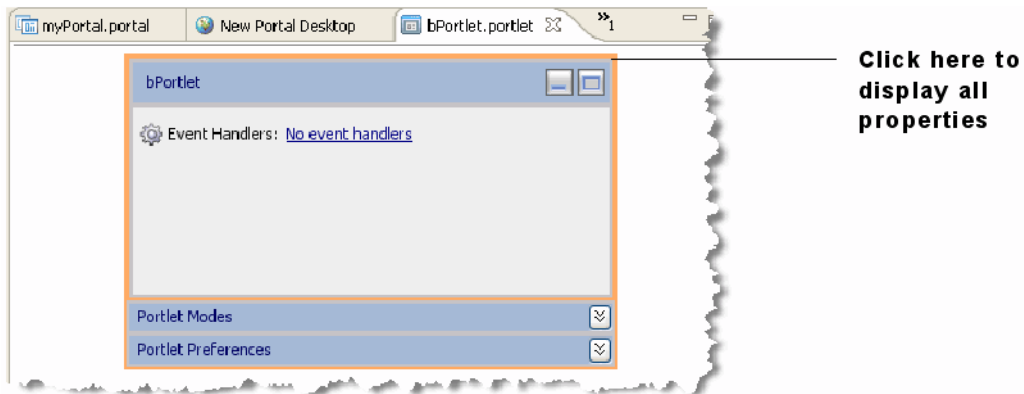 myPortal.portal New Portal Desktop bPortlet.portlet »1
Click here to
display all
properties
bPortlet
Event Handlers: No event handlers
Portlet Modes
Portlet Preferences